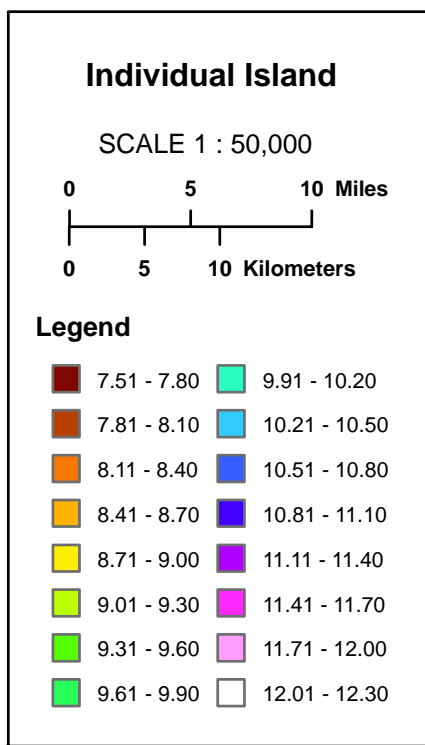 Individual Island
SCALE 1 : 50,000
0 5 10 Miles
0 5 10 Kilometers
Legend
7.51 - 7.80 9.91 - 10.20
7.81 - 8.10 10.21 - 10.50
8.11 - 8.40 10.51 - 10.80
8.41 - 8.70 10.81 - 11.10
8.71 - 9.00 11.11 - 11.40
9.01 - 9.30 11.41 - 11.70
9.31 - 9.60 11.71 - 12.00
9.61 - 9.90 12.01 - 12.30